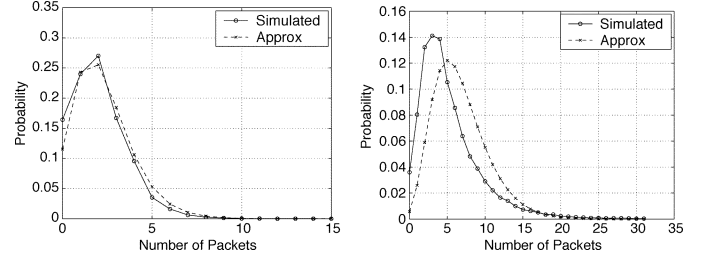 0.35
0.3
0.25
0.2
0.15
0.1
0.05
0
0 5 10 15
Probability
Number of Packets
Simulated
Approx
0.16
0.14
0.12
0.1
0.08
0.06
0.04
0.02
0
0 5 10 15 20 25 30 35
Probability
Number of Packets
Simulated
Approx